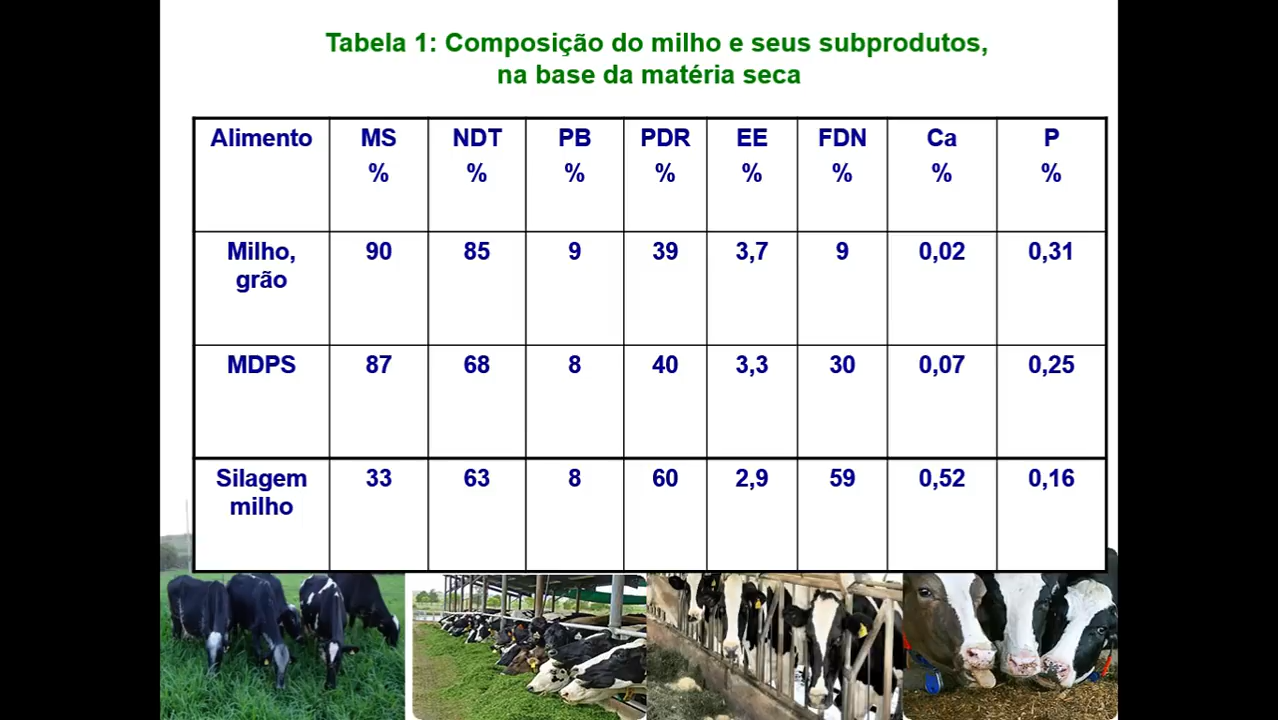 Tabela 1: Composição do milho e seus subprodutos,
na base da matéria seca
Alimento MS NDT PB PDR EE FDN Ca P
% % % % % % % %
Milho, 90 85 9 39 3,7 9 0,02 0,31
grão
MDPS 87 68 8 40 3,3 30 0,07 0,25
Silagem 33 63 8 60 2,9 59 0,52 0,16
milho